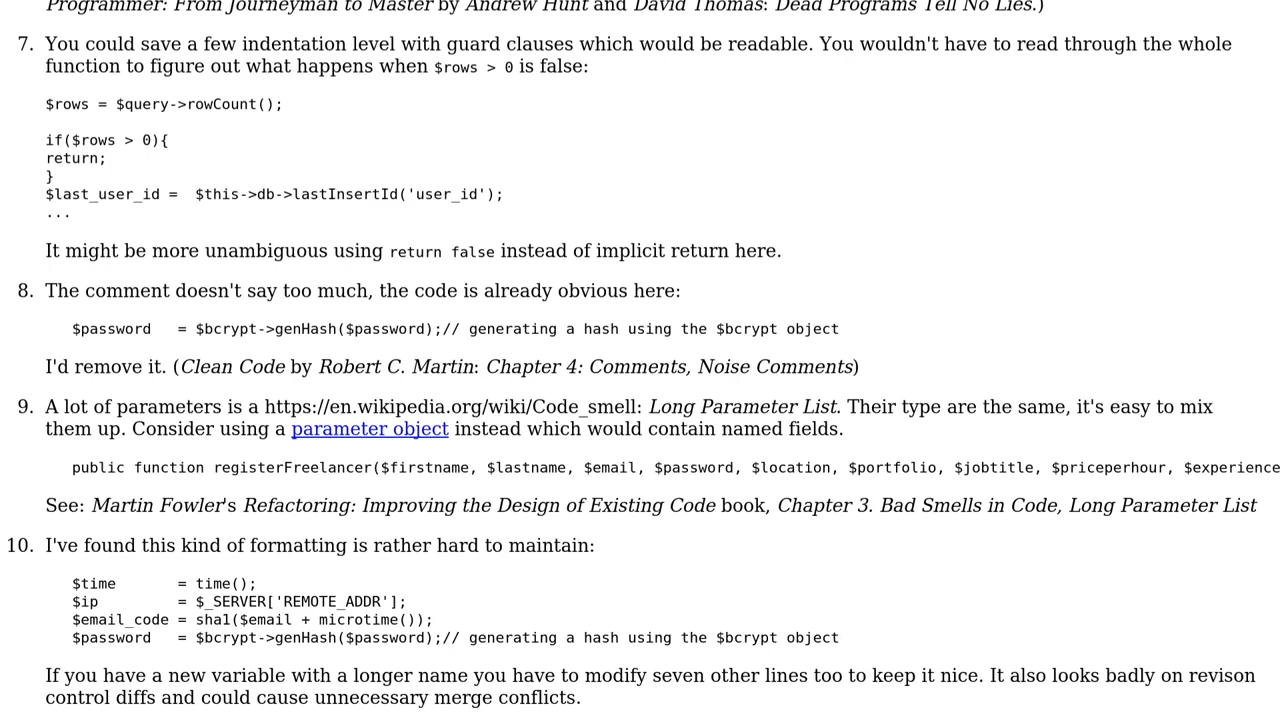 Programmer: From Journeyman to Master by Andrew Hunt and David Thomas: Dead Programs Tell No Lies.)
7. You could save a few indentation level with guard clauses which would be readable. You wouldn't have to read through the whole
function to figure out what happens when $rows > 0 is false:
$rows = $query->rowCount();
if($rows > 0){
return;
}
$last_user_id =  $this->db->lastInsertId('user_id');
...
It might be more unambiguous using return false instead of implicit return here.
8. The comment doesn't say too much, the code is already obvious here:
$password   = $bcrypt->genHash($password);// generating a hash using the $bcrypt object
I'd remove it. (Clean Code by Robert C. Martin: Chapter 4: Comments, Noise Comments)
9. A lot of parameters is a https://en.wikipedia.org/wiki/Code_smell: Long Parameter List. Their type are the same, it's easy to mix
them up. Consider using a parameter object instead which would contain named fields.
public function registerFreelancer($firstname, $lastname, $email, $password, $location, $portfolio, $jobtitle, $priceperhour, $experience
See: Martin Fowler's Refactoring: Improving the Design of Existing Code book, Chapter 3. Bad Smells in Code, Long Parameter List
10. I've found this kind of formatting is rather hard to maintain:
$time       = time();
$ip         = $_SERVER['REMOTE_ADDR'];
$email_code = sha1($email + microtime());
$password   = $bcrypt->genHash($password);// generating a hash using the $bcrypt object
If you have a new variable with a longer name you have to modify seven other lines too to keep it nice. It also looks badly on revison
control diffs and could cause unnecessary merge conflicts.